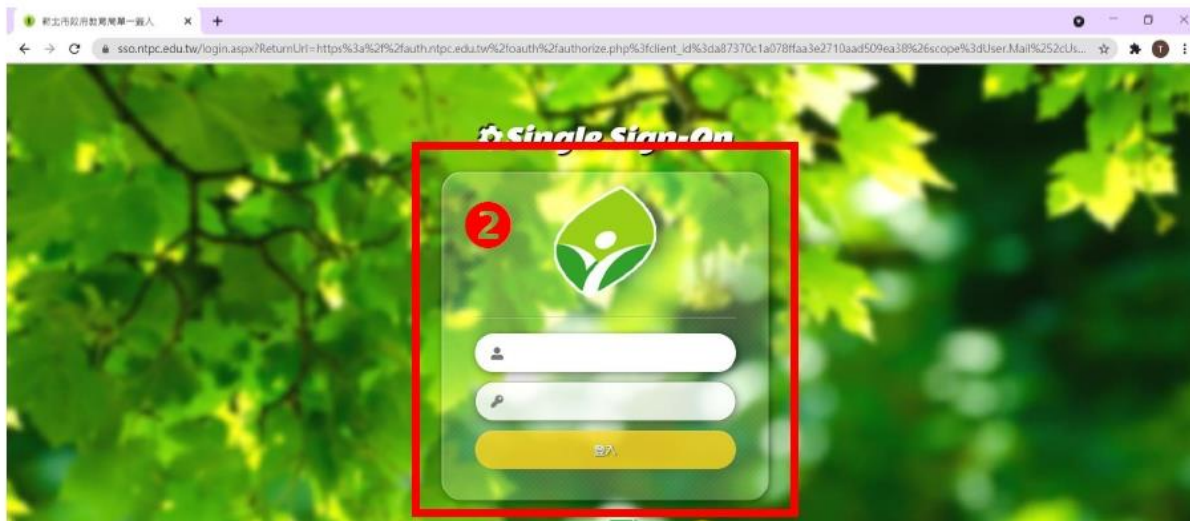 新北市政府教育局單一簽入
sso.ntpc.edu.tw/login.aspx?ReturnUrl=https%3a%2f%2fauth.ntpc.edu.tw%2foauth%2fauthorize.php%3fclient_id%3da87370c1a078ffaa3e2710aad509ea38%26scope%3dUser.Mail%252cUs...
T
Single Sign-On
2
登入